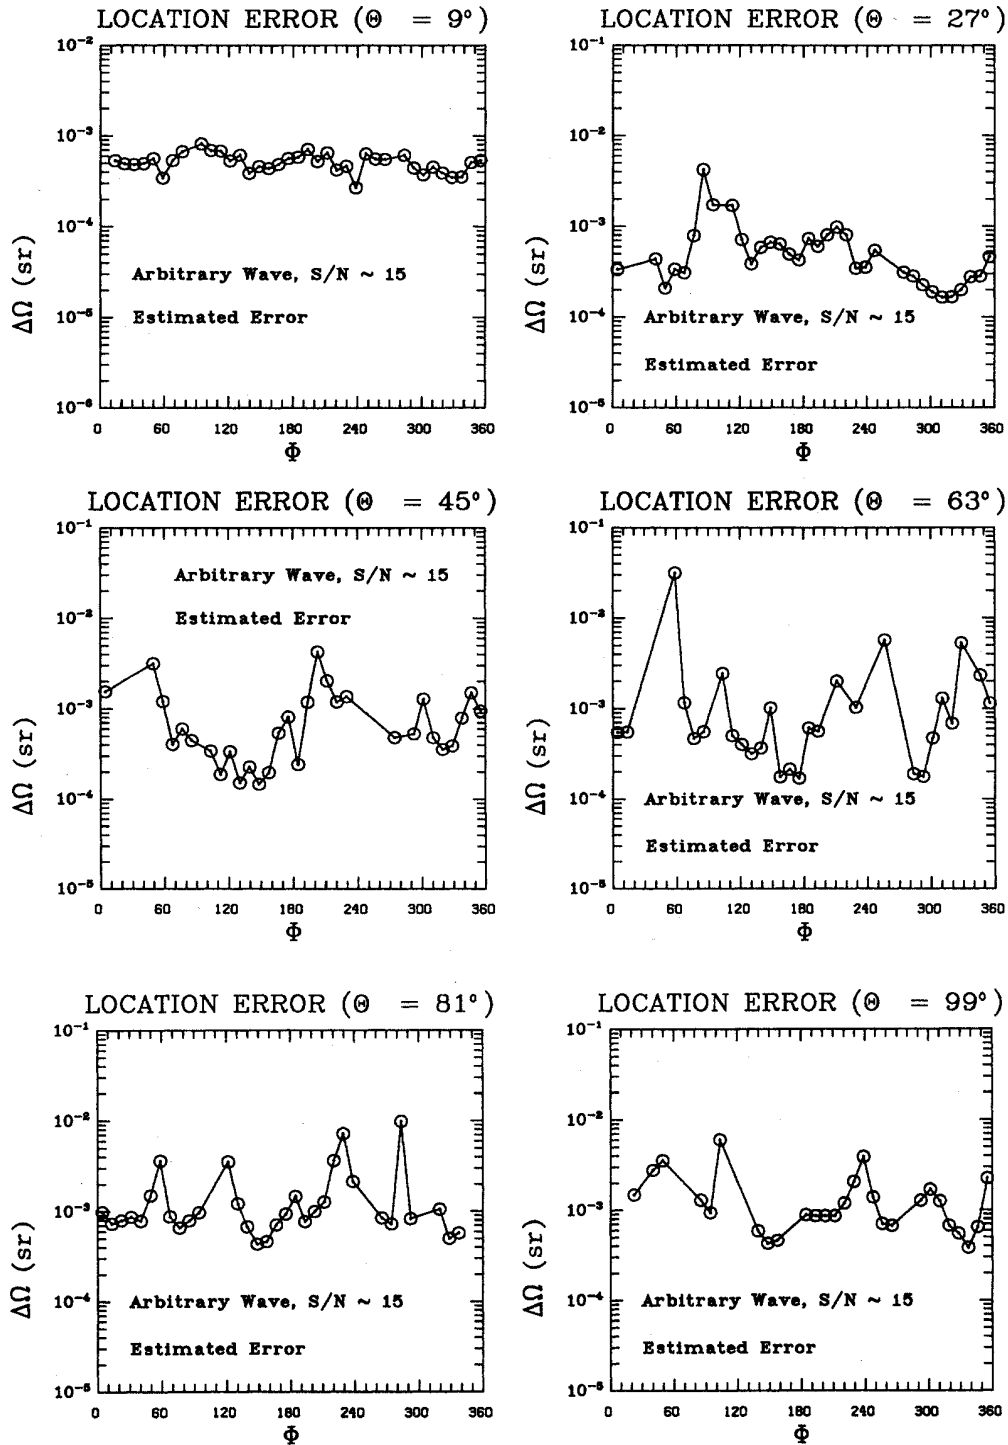 LOCATION ERROR (Θ = 9°)
10⁻²
10⁻³
10⁻⁴
10⁻⁵
10⁻⁶
ΔΩ (sr)
Arbitrary Wave, S/N ~ 15
Estimated Error
0 60 120 180 240 300 360
Φ
LOCATION ERROR (Θ = 27°)
10⁻¹
10⁻²
10⁻³
10⁻⁴
10⁻⁵
ΔΩ (sr)
Arbitrary Wave, S/N ~ 15
Estimated Error
0 60 120 180 240 300 360
Φ
LOCATION ERROR (Θ = 45°)
10⁻¹
10⁻²
10⁻³
10⁻⁴
10⁻⁵
ΔΩ (sr)
Arbitrary Wave, S/N ~ 15
Estimated Error
0 60 120 180 240 300 360
Φ
LOCATION ERROR (Θ = 63°)
10⁻¹
10⁻²
10⁻³
10⁻⁴
10⁻⁵
ΔΩ (sr)
Arbitrary Wave, S/N ~ 15
Estimated Error
0 60 120 180 240 300 360
Φ
LOCATION ERROR (Θ = 81°)
10⁻¹
10⁻²
10⁻³
10⁻⁴
10⁻⁵
ΔΩ (sr)
Arbitrary Wave, S/N ~ 15
Estimated Error
0 60 120 180 240 300 360
Φ
LOCATION ERROR (Θ = 99°)
10⁻¹
10⁻²
10⁻³
10⁻⁴
10⁻⁵
ΔΩ (sr)
Arbitrary Wave, S/N ~ 15
Estimated Error
0 60 120 180 240 300 360
Φ